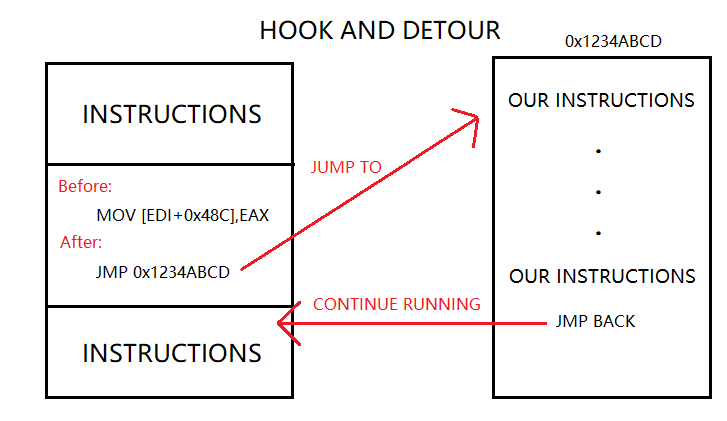 HOOK AND DETOUR
0x1234ABCD
INSTRUCTIONS
OUR INSTRUCTIONS
.
.
.
OUR INSTRUCTIONS
JMP BACK
JUMP TO
Before:
MOV [EDI+0x48C],EAX
After:
JMP 0x1234ABCD
CONTINUE RUNNING
INSTRUCTIONS